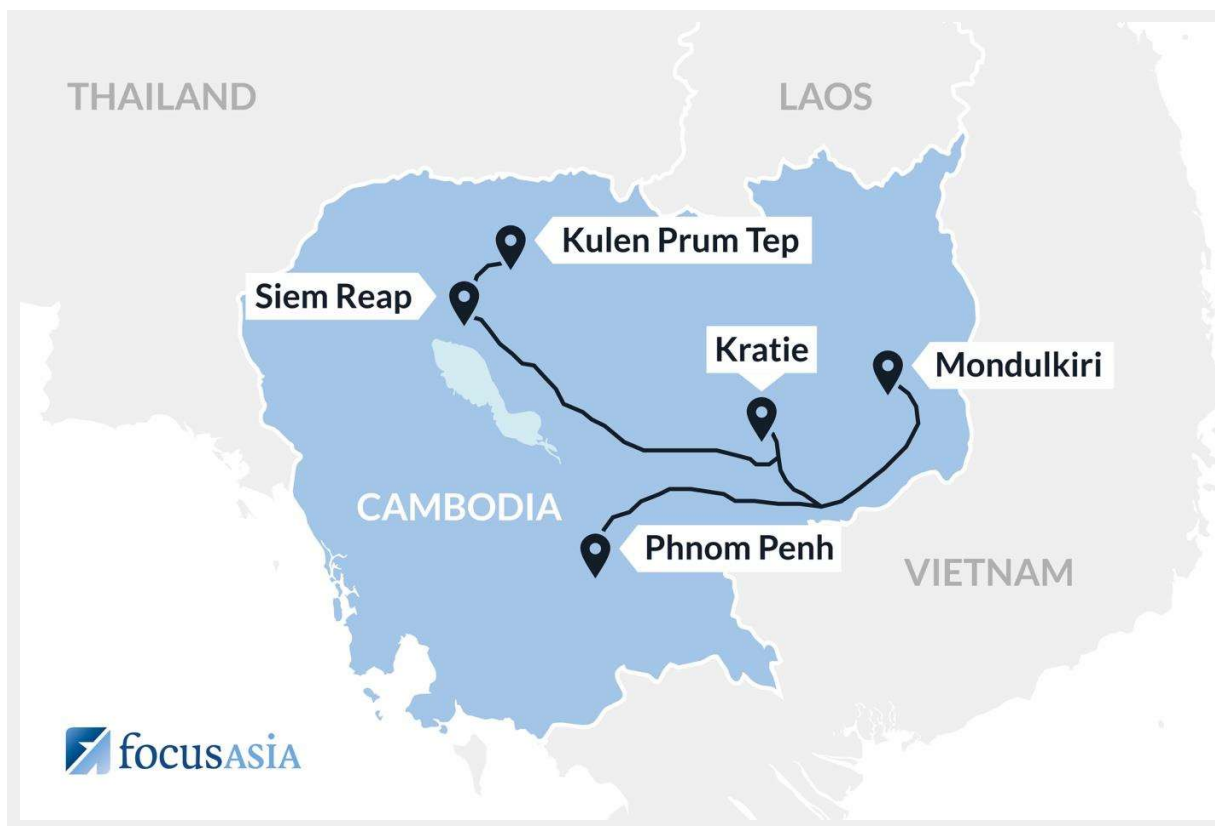 THAILAND
LAOS
Kulen Prum Tep
Siem Reap
Kratie
Mondulkiri
CAMBODIA
Phnom Penh
VIETNAM
focusASIA